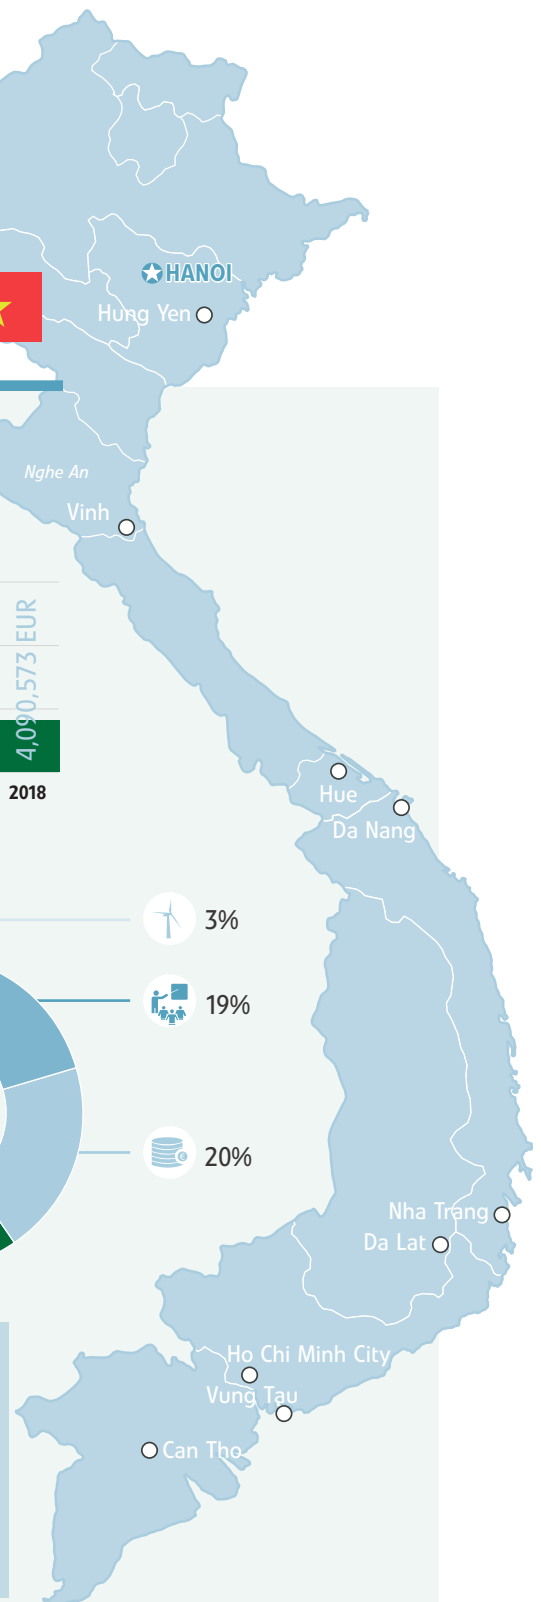 HANOI
Hung Yen
Nghe An
Vinh
4,090,573 EUR
2018
Hue
Da Nang
3%
19%
20%
Nha Trang
Da Lat
Ho Chi Minh City
Vung Tau
Can Tho